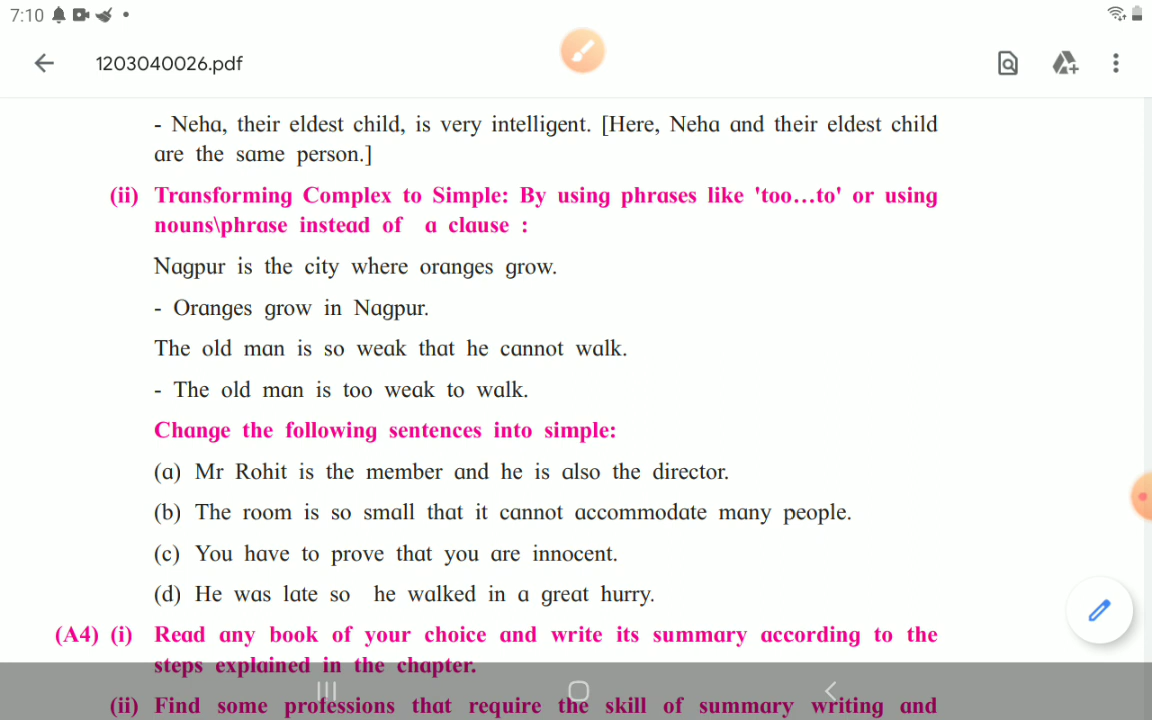 7:10
1203040026.pdf
- Neha, their eldest child, is very intelligent. [Here, Neha and their eldest child
are the same person.]
(ii) Transforming Complex to Simple: By using phrases like 'too...to' or using
nouns\phrase instead of a clause :
Nagpur is the city where oranges grow.
- Oranges grow in Nagpur.
The old man is so weak that he cannot walk.
- The old man is too weak to walk.
Change the following sentences into simple:
(a) Mr Rohit is the member and he is also the director.
(b) The room is so small that it cannot accommodate many people.
(c) You have to prove that you are innocent.
(d) He was late so he walked in a great hurry.
(A4) (i) Read any book of your choice and write its summary according to the
steps explained in the chapter.
(ii) Find some professions that require the skill of summary writing and